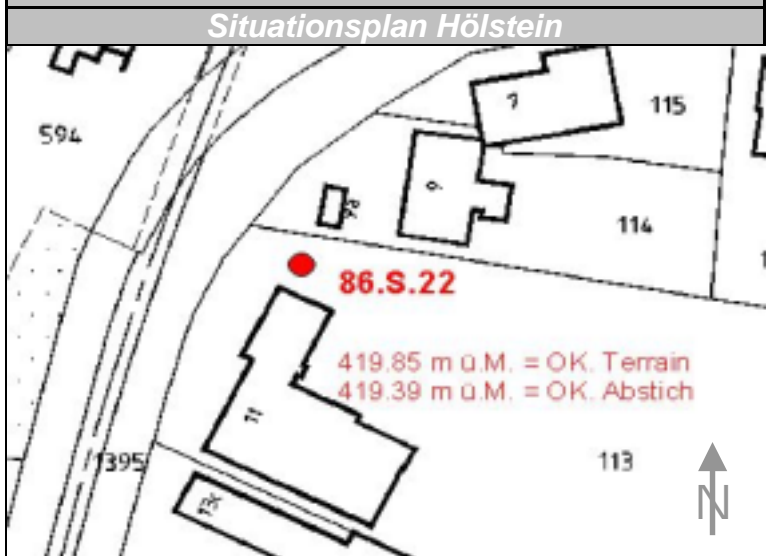 Situationsplan Hölstein
594
7
115
9
9a
114
86.S.22
419.85 m ü.M. = OK. Terrain
419.39 m ü.M. = OK. Abstich
11
1395
113
N